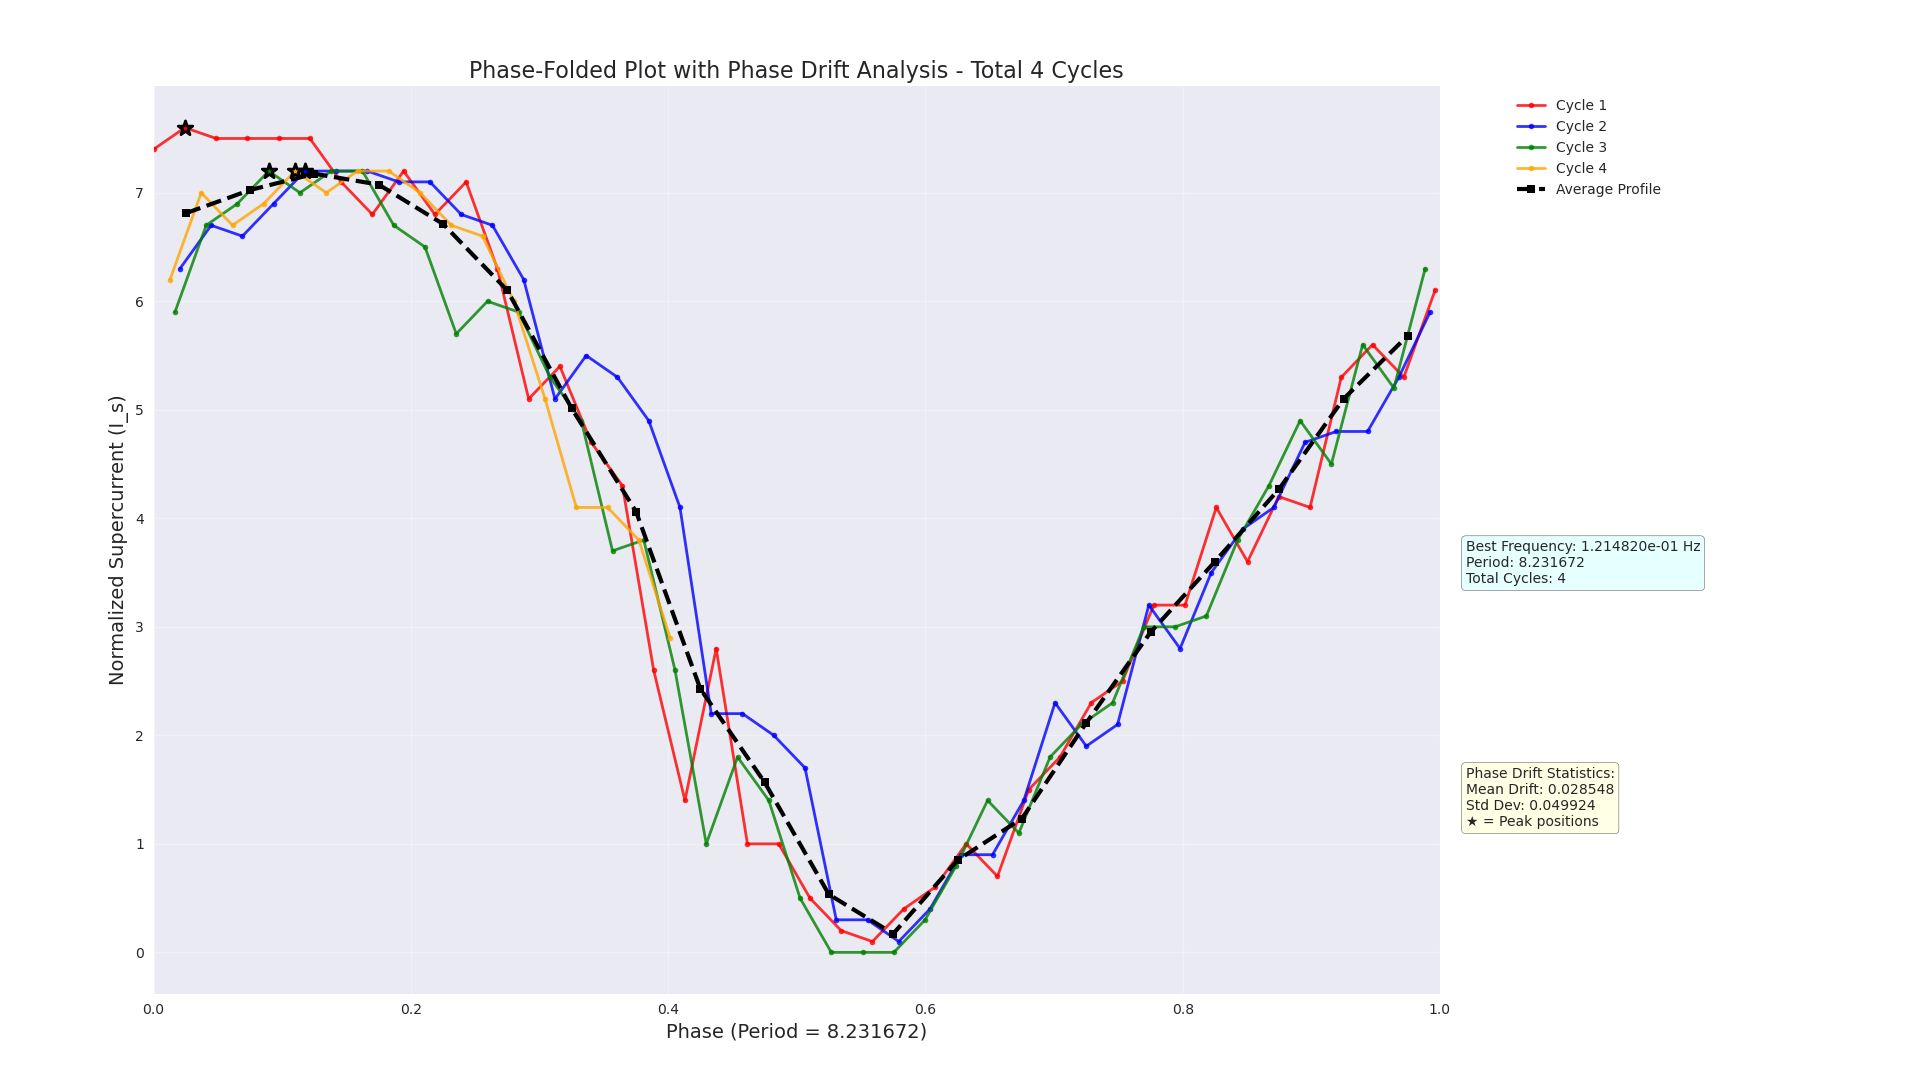 Phase-Folded Plot with Phase Drift Analysis - Total 4 Cycles
Normalized Supercurrent (I_s)
7
6
5
4
3
2
1
0
0.0
0.2
0.4
0.6
0.8
1.0
Phase (Period = 8.231672)
Cycle 1
Cycle 2
Cycle 3
Cycle 4
Average Profile
Best Frequency: 1.214820e-01 Hz
Period: 8.231672
Total Cycles: 4
Phase Drift Statistics:
Mean Drift: 0.028548
Std Dev: 0.049924
★ = Peak positions